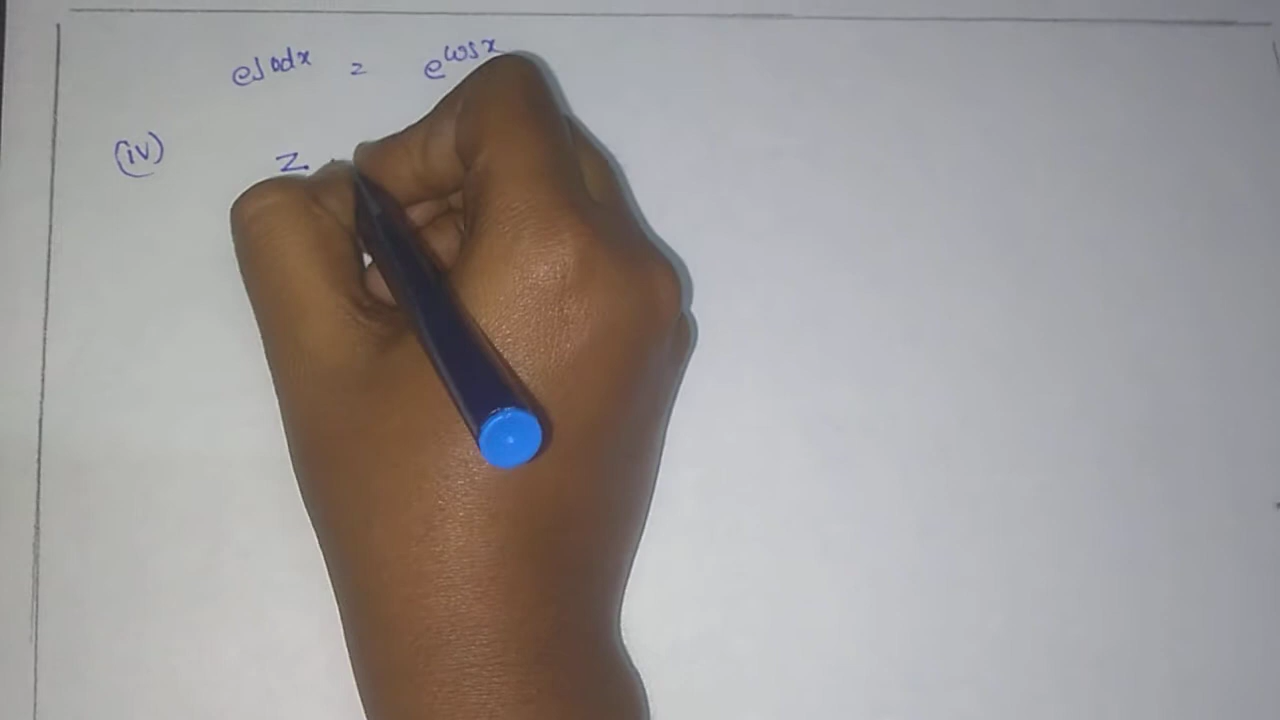 e∫Odx = e^cosx
(iv) Z